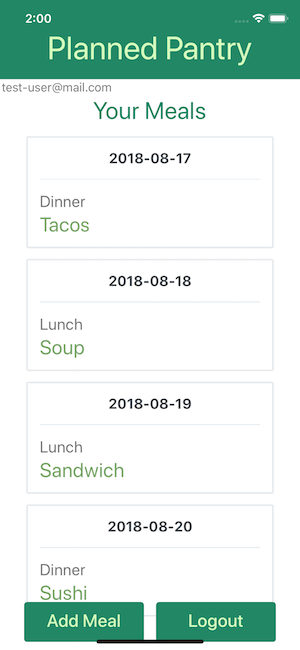 2:00
Planned Pantry
test-user@mail.com
Your Meals
2018-08-17
Dinner
Tacos
2018-08-18
Lunch
Soup
2018-08-19
Lunch
Sandwich
2018-08-20
Dinner
Sushi
Add Meal
Logout